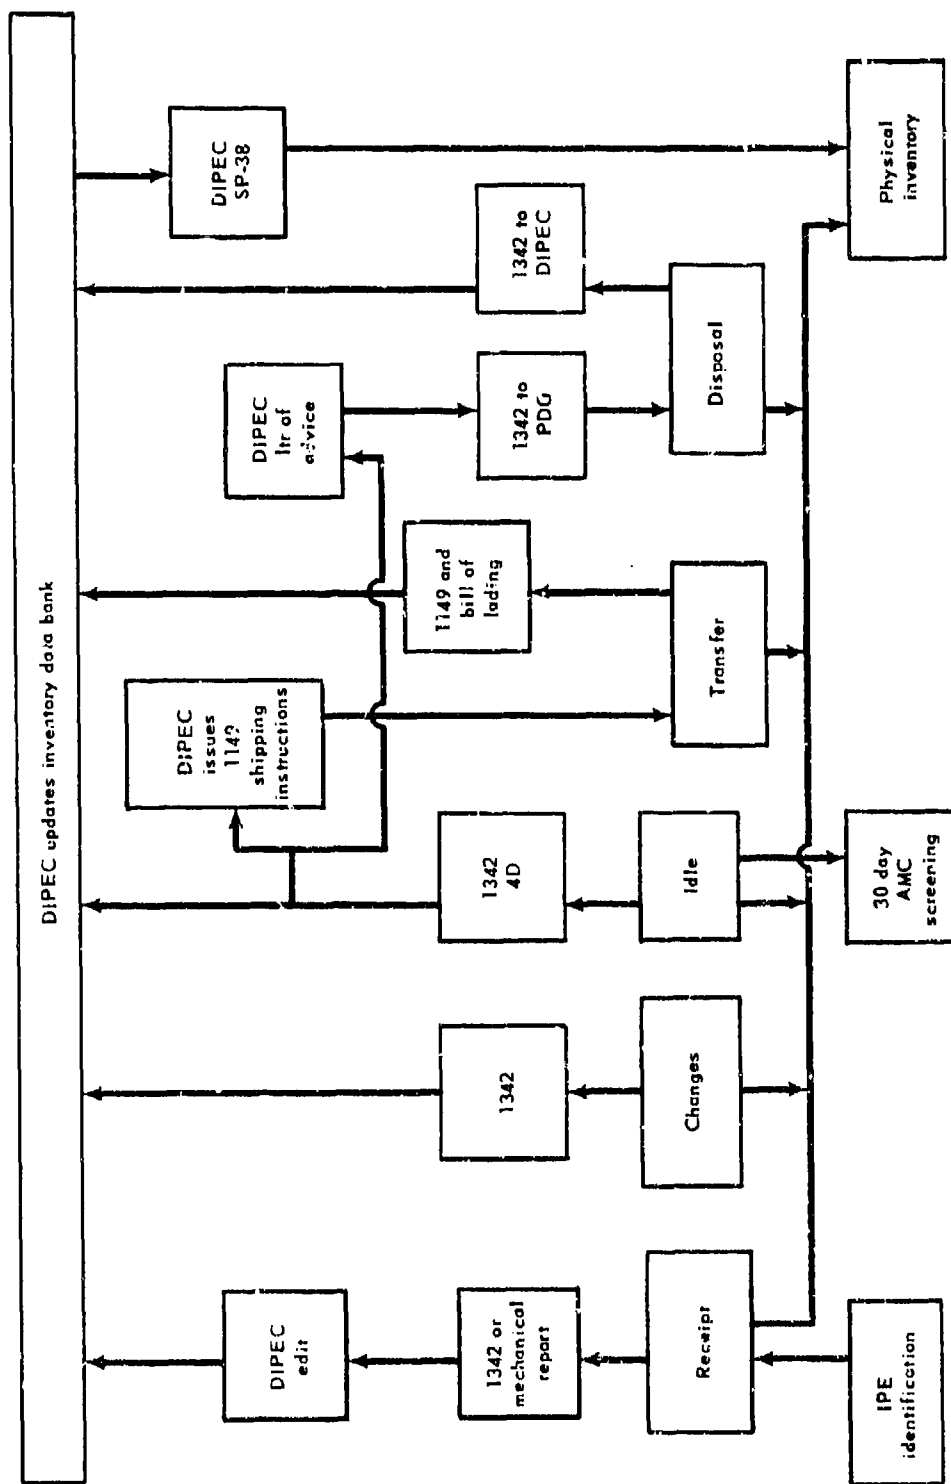 DIPEC updates inventory data bank
DIPEC
edit
DIPEC
issues
1149
shipping
instructions
DIPEC
ltr of
advice
DIPEC
SP-38
1342 or
mechanical
report
1342
1342
4D
1149 and
bill of
lading
1342 to
PDO
1342 to
DIPEC
Receipt
Changes
Idle
Transfer
Disposal
IPE
identification
30 day
AMC
screening
Physical
inventory